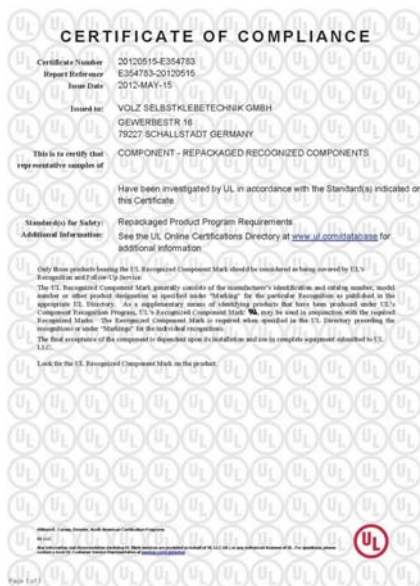 CERTIFICATE OF COMPLIANCE
Certificate Number 20120515-E354783
Report Reference E354783-20120515
Issue Date 2012-MAY-15
Issued to: VOLZ SELBSTKLEBETECHNIK GMBH
GEWERBESTR 16
79227 SCHALLSTADT GERMANY
This is to certify that representative samples of COMPONENT - REPACKAGED RECOGNIZED COMPONENTS
Have been investigated by UL in accordance with the Standard(s) indicated on
this Certificate.
Standard(s) for Safety: Repackaged Product Program Requirements
Additional Information: See the UL Online Certifications Directory at www.ul.com/database for
additional information
Only those products bearing the UL Recognized Component Mark should be considered as being covered by UL's
Recognition and Follow-Up Service.
The UL Recognized Component Mark generally consists of the manufacturer's identification and catalog number, model
number or other product designation as specified under "Marking" for the particular Recognition as published in the
appropriate UL Directory. As a supplementary means of identifying products that have been produced under UL's
Component Recognition Program, UL's Recognized Component Mark: may be used in conjunction with the required
Recognized Marks. The Recognized Component Mark is required when specified in the UL Directory preceding the
recognitions or under "Markings" for the individual recognitions.
The final acceptance of the component is dependent upon its installation and use in complete equipment submitted to UL
LLC.
Look for the UL Recognized Component Mark on the product.
Director, North American Certification Programs
UL LLC
UL
Page 1 of 1